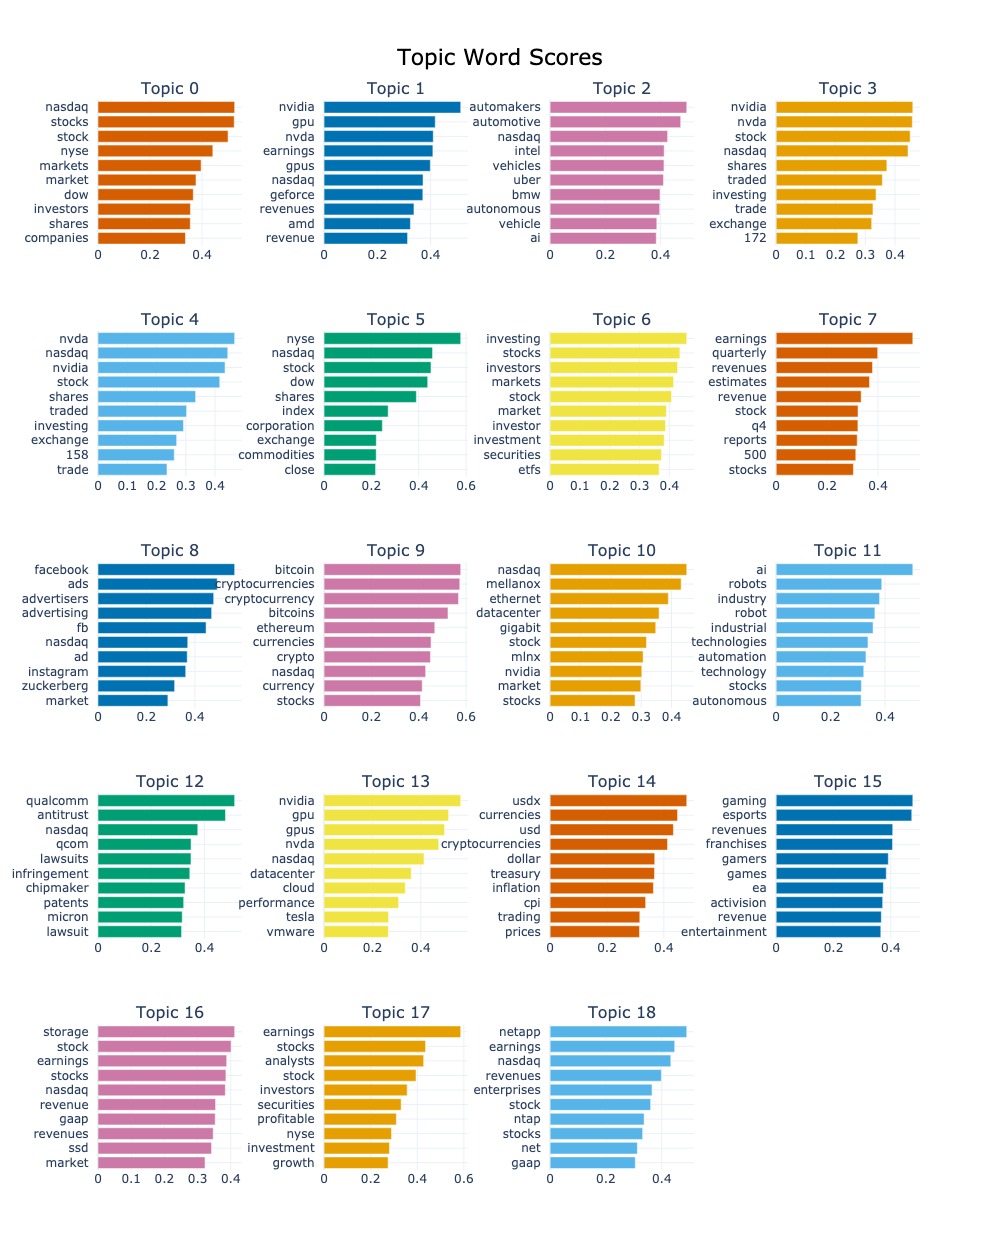 Topic Word Scores
Topic 0
nasdaq
stocks
stock
nyse
markets
market
dow
investors
shares
companies
0 0.2 0.4
Topic 1
nvidia
gpu
nvda
earnings
gpus
nasdaq
geforce
revenues
amd
revenue
0 0.2 0.4
Topic 2
automakers
automotive
nasdaq
intel
vehicles
uber
bmw
autonomous
vehicle
ai
0 0.2 0.4
Topic 3
nvidia
nvda
stock
nasdaq
shares
traded
investing
trade
exchange
172
0 0.1 0.2 0.3 0.4
Topic 4
nvda
nasdaq
nvidia
stock
shares
traded
investing
exchange
158
trade
0 0.1 0.2 0.3 0.4
Topic 5
nyse
nasdaq
stock
dow
shares
index
corporation
exchange
commodities
close
0 0.2 0.4 0.6
Topic 6
investing
stocks
investors
markets
stock
market
investor
investment
securities
etfs
0 0.1 0.2 0.3 0.4
Topic 7
earnings
quarterly
revenues
estimates
revenue
stock
q4
reports
500
stocks
0 0.2 0.4
Topic 8
facebook
ads
advertisers
advertising
fb
nasdaq
ad
instagram
zuckerberg
market
0 0.2 0.4
Topic 9
bitcoin
cryptocurrencies
cryptocurrency
bitcoins
ethereum
currencies
crypto
nasdaq
currency
stocks
0 0.2 0.4 0.6
Topic 10
nasdaq
mellanox
ethernet
datacenter
gigabit
stock
mlnx
nvidia
market
stocks
0 0.1 0.2 0.3 0.4
Topic 11
ai
robots
industry
robot
industrial
technologies
automation
technology
stocks
autonomous
0 0.2 0.4
Topic 12
qualcomm
antitrust
nasdaq
qcom
lawsuits
infringement
chipmaker
patents
micron
lawsuit
0 0.2 0.4
Topic 13
nvidia
gpu
gpus
nvda
nasdaq
datacenter
cloud
performance
tesla
vmware
0 0.2 0.4
Topic 14
usdx
currencies
usd
cryptocurrencies
dollar
treasury
inflation
cpi
trading
prices
0 0.2 0.4
Topic 15
gaming
esports
revenues
franchises
gamers
games
ea
activision
revenue
entertainment
0 0.2 0.4
Topic 16
storage
stock
earnings
stocks
nasdaq
revenue
gaap
revenues
ssd
market
0 0.1 0.2 0.3 0.4
Topic 17
earnings
stocks
analysts
stock
investors
securities
profitable
nyse
investment
growth
0 0.2 0.4 0.6
Topic 18
netapp
earnings
nasdaq
revenues
enterprises
stock
ntap
stocks
net
gaap
0 0.2 0.4